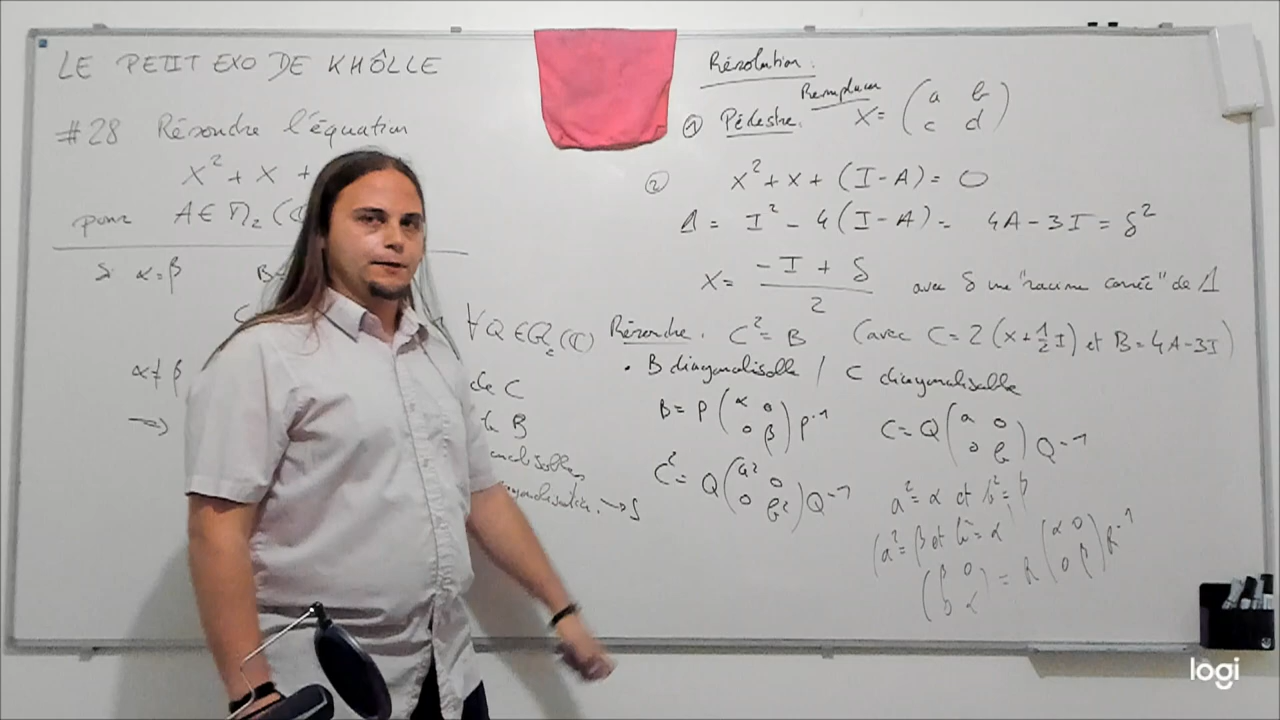 LE PETIT EXO DE KHÔLLE
#28 Résoudre l'équation
X² + X +
pour A ∈ M₂(C
Si α = β B =
C
∀ Q ∈ GL₂(C)
α ≠ β de C
→ B
Résolution :
① Pédestre. Remplacer X = (a b
c d)
② X² + X + (I - A) = 0
Δ = I² - 4(I - A) = 4A - 3I = δ²
X = -I + δ
2
avec δ une "racine carrée" de Δ
Résoudre. C² = B (avec C = 2(X + 1/2 I) et B = 4A - 3I)
• B diagonalisable / C diagonalisable
B = P (α 0
0 β) P⁻¹
C = Q (a 0
0 b) Q⁻¹
C² = Q (a² 0
0 b²) Q⁻¹
a² = α et b² = β
(a² = β et b² = α
(β 0
0 α) = R (α 0
0 β) R⁻¹
logi